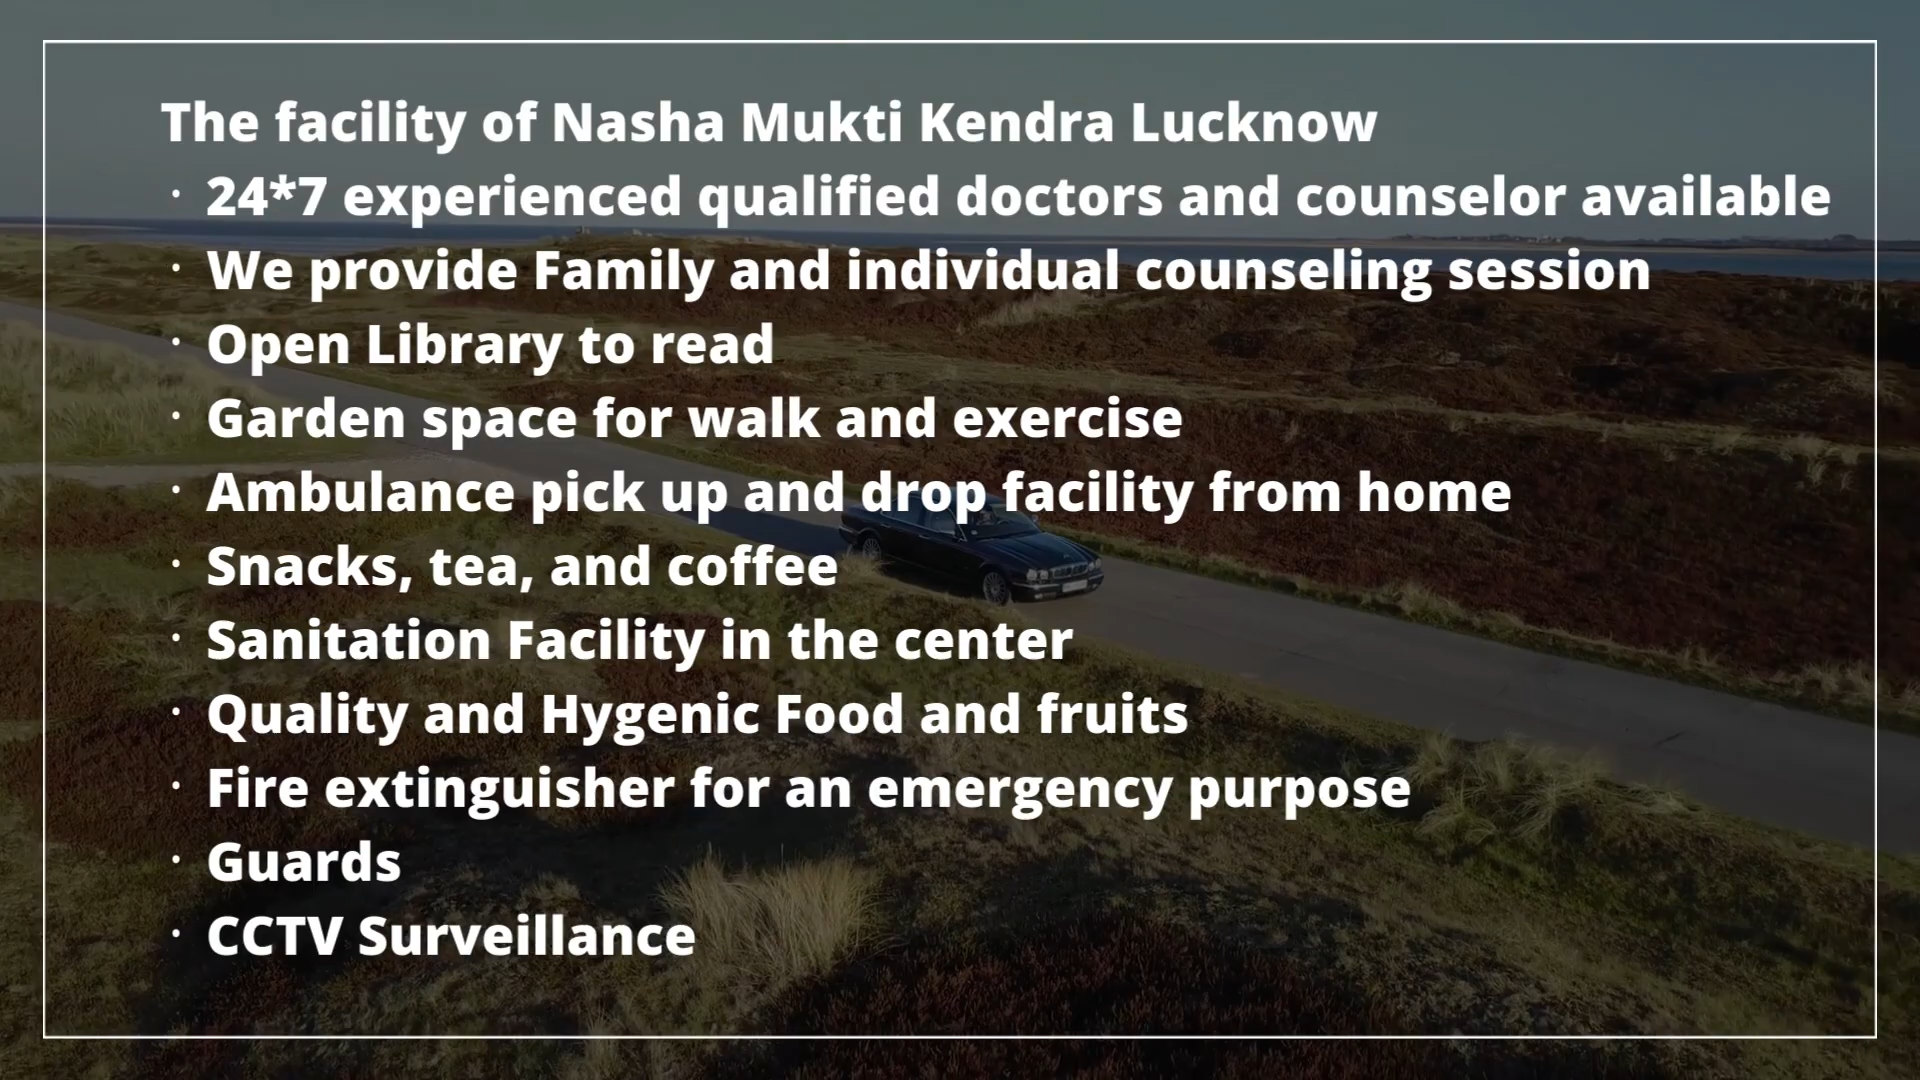 The facility of Nasha Mukti Kendra Lucknow
· 24*7 experienced qualified doctors and counselor available
· We provide Family and individual counseling session
· Open Library to read
· Garden space for walk and exercise
· Ambulance pick up and drop facility from home
· Snacks, tea, and coffee
· Sanitation Facility in the center
· Quality and Hygenic Food and fruits
· Fire extinguisher for an emergency purpose
· Guards
· CCTV Surveillance